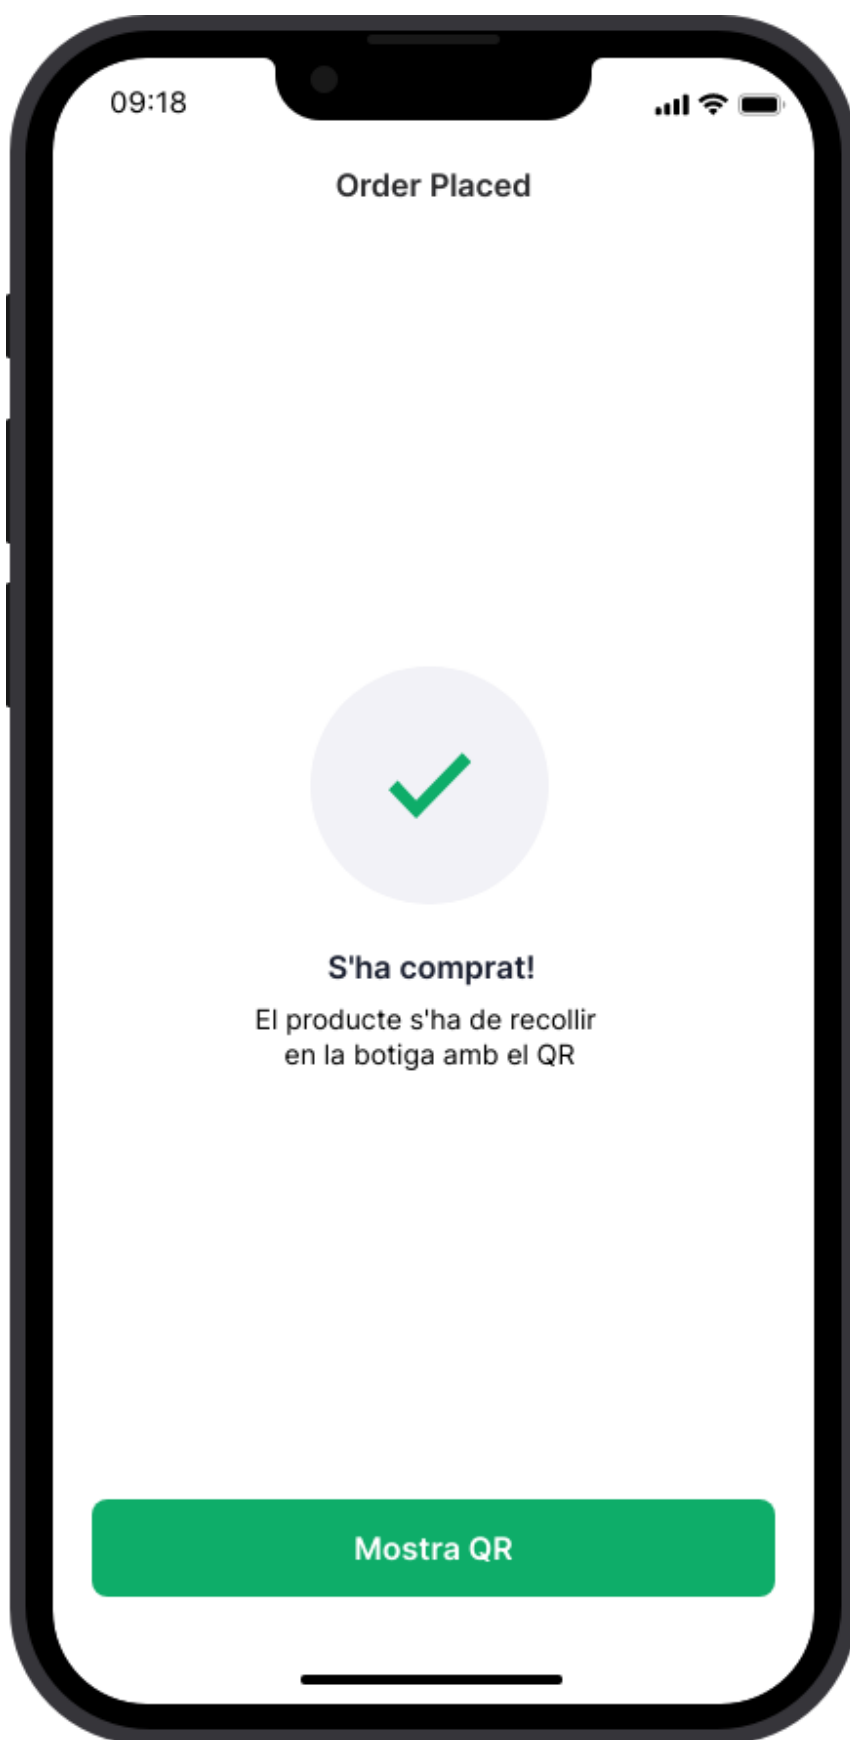 09:18
Order Placed
S'ha comprat!
El producte s'ha de recollir
en la botiga amb el QR
Mostra QR